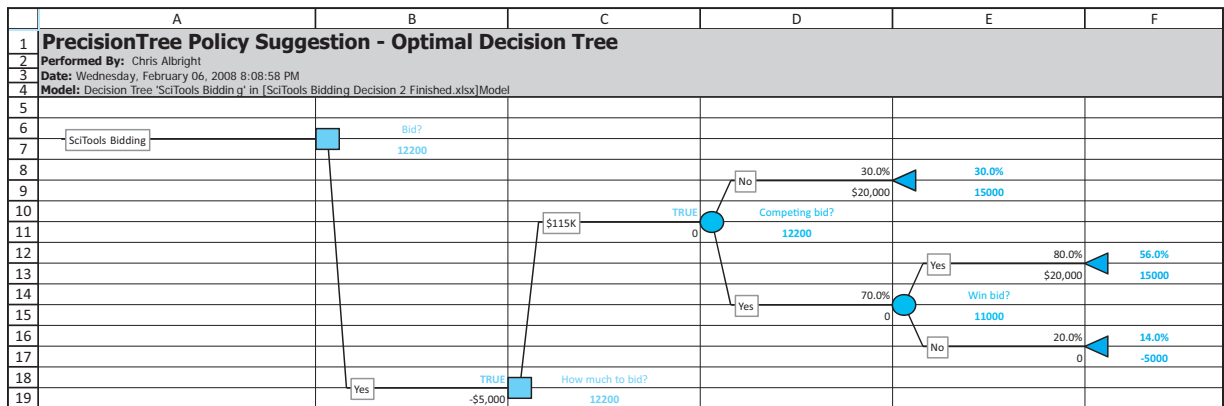 A B C D E F
1 PrecisionTree Policy Suggestion - Optimal Decision Tree
2 Performed By: Chris Albright
3 Date: Wednesday, February 06, 2008 8:08:58 PM
4 Model: Decision Tree 'SciTools Bidding' in [SciTools Bidding Decision 2 Finished.xlsx]Model
5
6 Bid?
SciTools Bidding
7 12200
8 30.0% 30.0%
No
9 $20,000 15000
10 TRUE Competing bid?
$115K
11 0 12200
12 80.0% 56.0%
Yes
13 $20,000 15000
14 70.0% Win bid?
Yes
15 0 11000
16 20.0% 14.0%
No
17 0 -5000
18 TRUE How much to bid?
Yes
19 -$5,000 12200